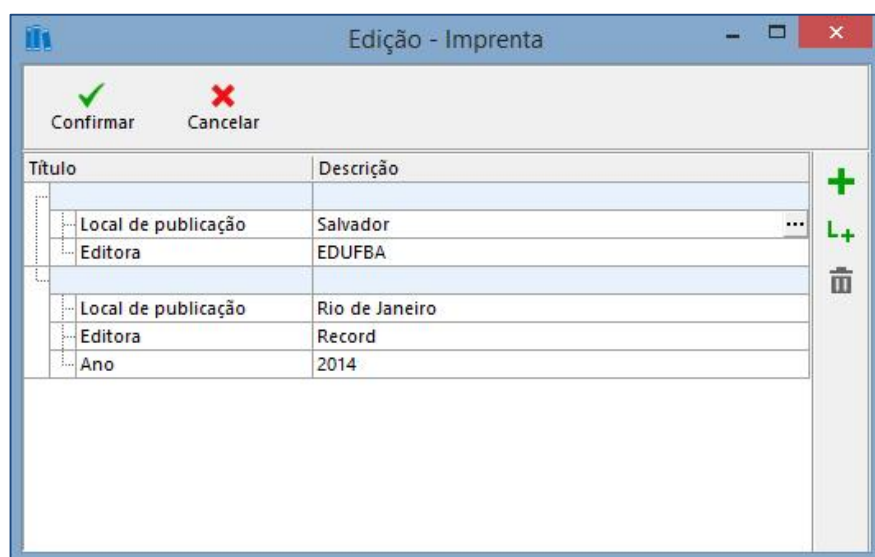 Edição - Imprenta
Confirmar Cancelar
Título Descrição
Local de publicação Salvador ...
Editora EDUFBA
Local de publicação Rio de Janeiro
Editora Record
Ano 2014